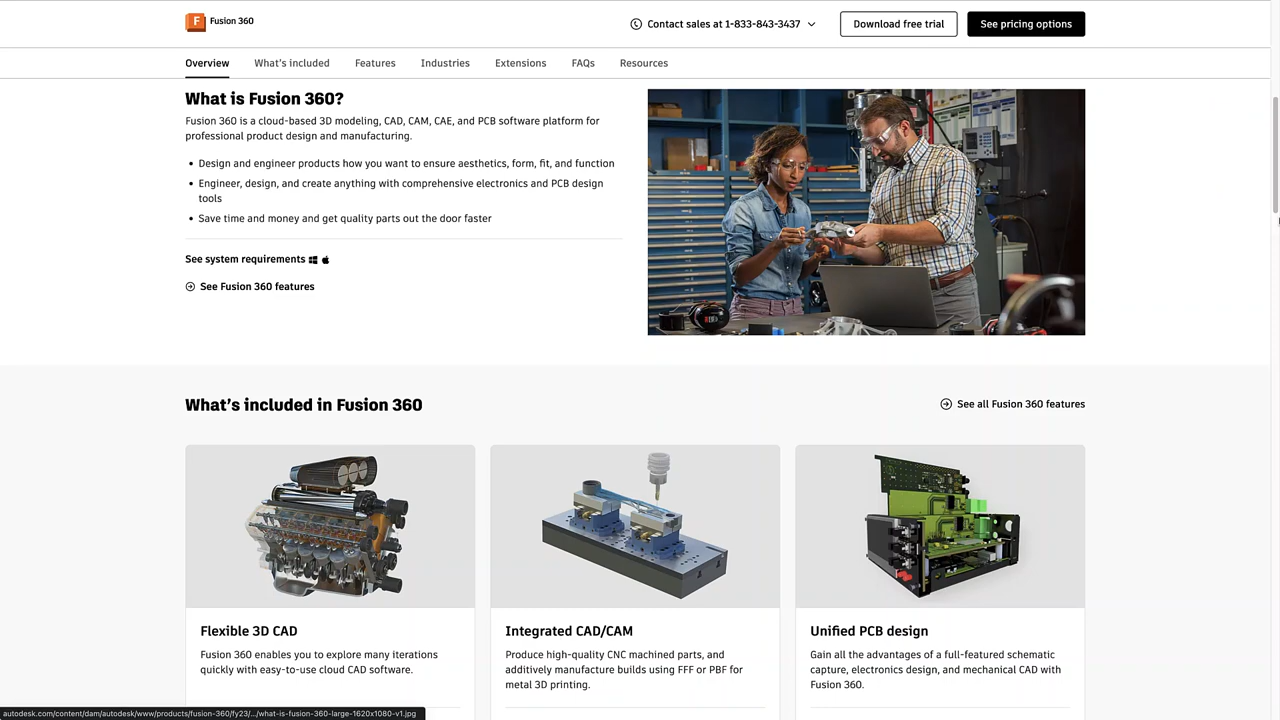 Fusion 360
Contact sales at 1-833-843-3437
Download free trial
See pricing options
Overview
What's included
Features
Industries
Extensions
FAQs
Resources
What is Fusion 360?
Fusion 360 is a cloud-based 3D modeling, CAD, CAM, CAE, and PCB software platform for
professional product design and manufacturing.
• Design and engineer products how you want to ensure aesthetics, form, fit, and function
• Engineer, design, and create anything with comprehensive electronics and PCB design
tools
• Save time and money and get quality parts out the door faster
See system requirements
See Fusion 360 features
What's included in Fusion 360
See all Fusion 360 features
Flexible 3D CAD
Fusion 360 enables you to explore many iterations
quickly with easy-to-use cloud CAD software.
Integrated CAD/CAM
Produce high-quality CNC machined parts, and
additively manufacture builds using FFF or PBF for
metal 3D printing.
Unified PCB design
Gain all the advantages of a full-featured schematic
capture, electronics design, and mechanical CAD with
Fusion 360.
autodesk.com/content/dam/autodesk/www/products/fusion-360/fy23/.../what-is-fusion-360-large-1620x1080-v1.jpg